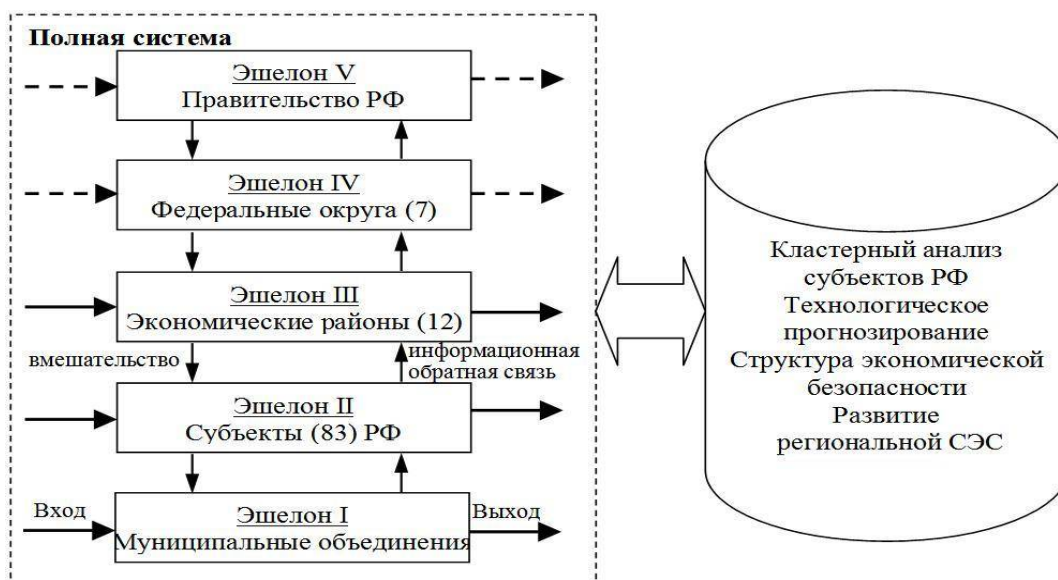 Полная система
Эшелон V
Правительство РФ
Эшелон IV
Федеральные округа (7)
Эшелон III
Экономические районы (12)
вмешательство
информационная
обратная связь
Эшелон II
Субъекты (83) РФ
Вход
Эшелон I
Муниципальные объединения
Выход
Кластерный анализ
субъектов РФ
Технологическое
прогнозирование
Структура экономической
безопасности
Развитие
региональной СЭС